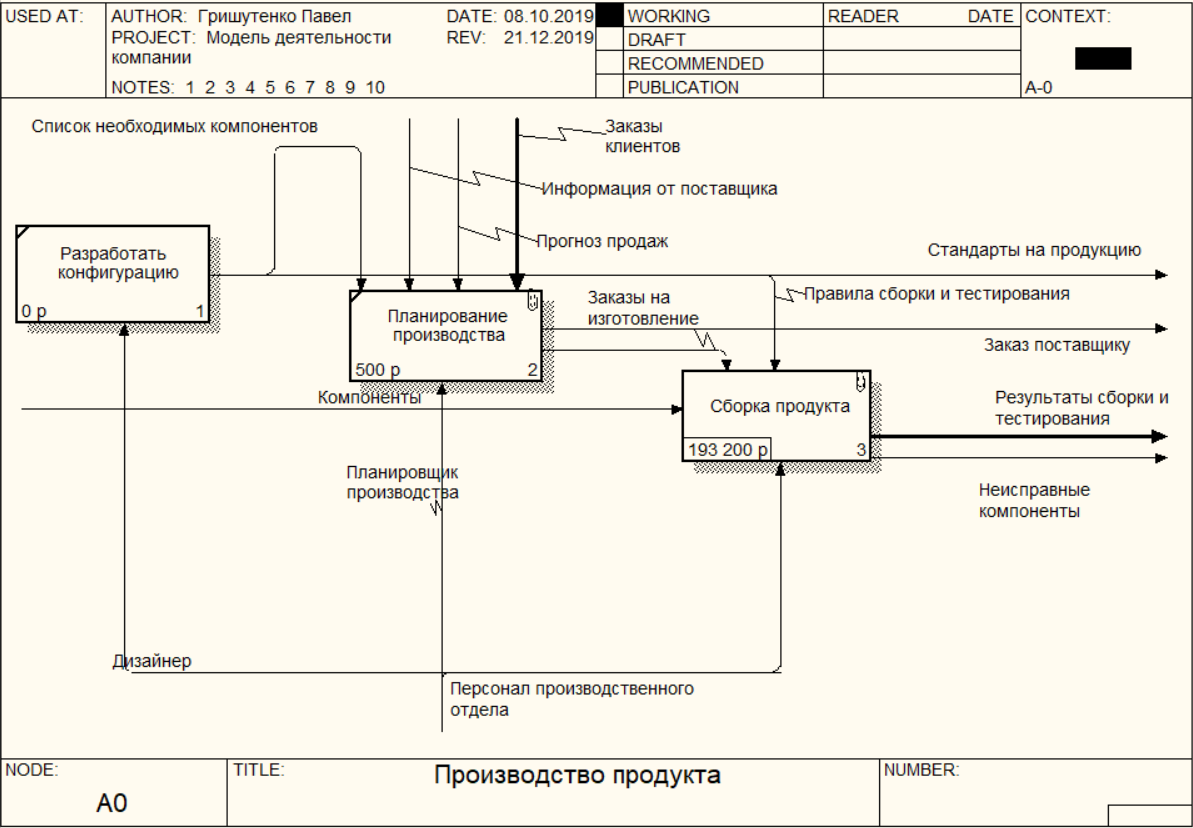 USED AT:
AUTHOR: Гришутенко Павел
DATE: 08.10.2019
PROJECT: Модель деятельности
компании
REV: 21.12.2019
NOTES: 1 2 3 4 5 6 7 8 9 10
WORKING
DRAFT
RECOMMENDED
PUBLICATION
READER
DATE
CONTEXT:
A-0
Список необходимых компонентов
Заказы
клиентов
Информация от поставщика
Прогноз продаж
Разработать
конфигурацию
0 р
1
Стандарты на продукцию
Правила сборки и тестирования
Заказы на
изготовление
Планирование
производства
500 р
2
Заказ поставщику
Компоненты
Сборка продукта
193 200 р
3
Результаты сборки и
тестирования
Планировщик
производства
Неисправные
компоненты
Дизайнер
Персонал производственного
отдела
NODE:
A0
TITLE:
Производство продукта
NUMBER: